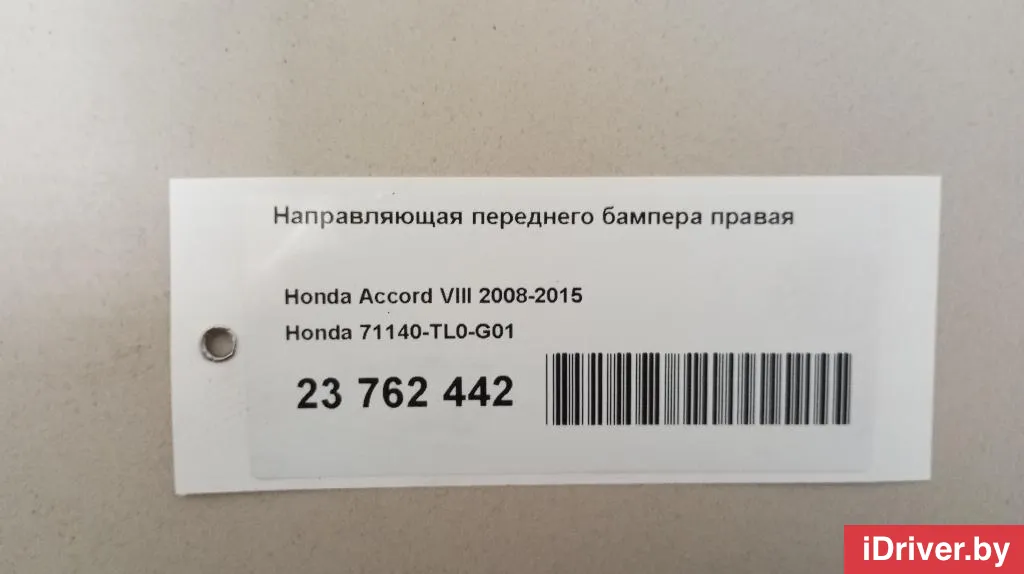 Направляющая переднего бампера правая
Honda Accord VIII 2008-2015
Honda 71140-TL0-G01
23 762 442
iDriver.by